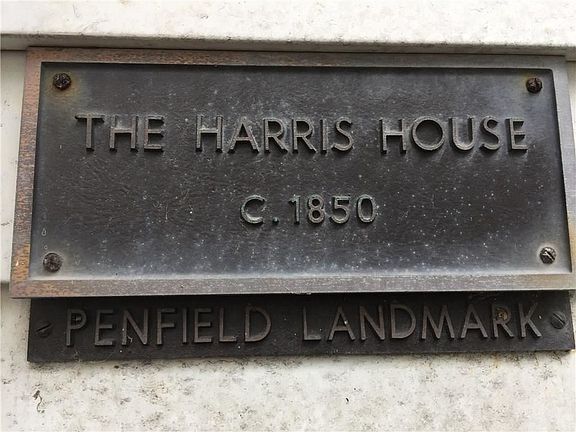 THE HARRIS HOUSE
C. 1850
PENFIELD LANDMARK